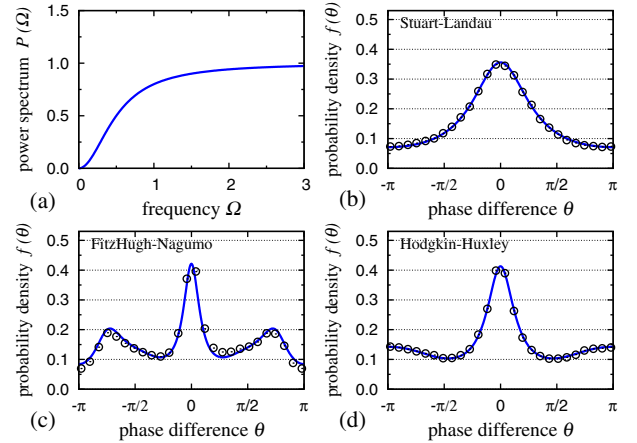 power spectrum P(Ω)
1.5
1.0
0.5
0.0
0 1 2 3
frequency Ω
(a)
probability density f(θ)
Stuart-Landau
0.5
0.4
0.3
0.2
0.1
0.0
-π -π/2 0 π/2 π
phase difference θ
(b)
probability density f(θ)
FitzHugh-Nagumo
0.5
0.4
0.3
0.2
0.1
0.0
-π -π/2 0 π/2 π
phase difference θ
(c)
probability density f(θ)
Hodgkin-Huxley
0.5
0.4
0.3
0.2
0.1
0.0
-π -π/2 0 π/2 π
phase difference θ
(d)